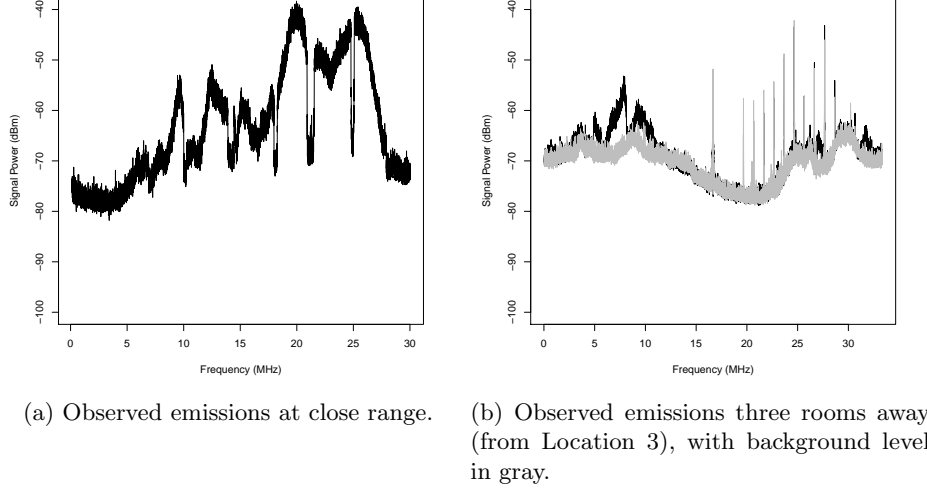 -40
-50
-60
-70
-80
-90
-100
Signal Power (dBm)
0 5 10 15 20 25 30
Frequency (MHz)
-40
-50
-60
-70
-80
-90
-100
Signal Power (dBm)
0 5 10 15 20 25 30
Frequency (MHz)
(a) Observed emissions at close range.
(b) Observed emissions three rooms away
(from Location 3), with background level
in gray.